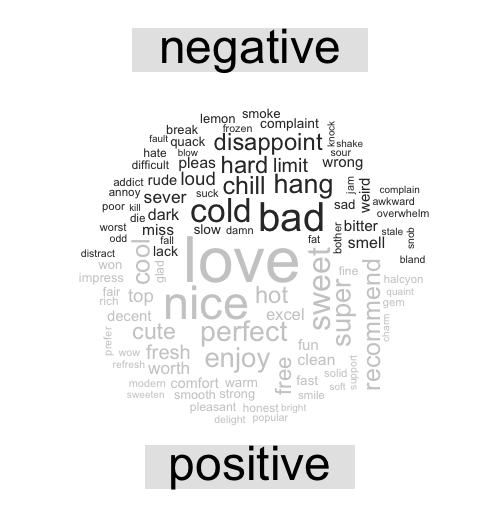 negative
lemon smoke
break frozen complaint knock
fault quack disappoint shake
hate blow sour
difficult pleas hard limit wrong
addict rude loud chill hang jam weird complain
annoy sever suck awkward
poor kill cold bad sad overwhelm
die dark
worst miss slow damn bitter stale snob
odd fall fat bother smell
distract lack bland
won cool glad love sweet fine recommend
impress super halcyon
fair top nice hot quaint
rich gem
decent excel charm
cute perfect
prefer wow fresh enjoy fun
refresh worth free clean support
modern comfort warm fast solid
sweeten smooth strong smile soft
pleasant honest bright
delight popular
positive